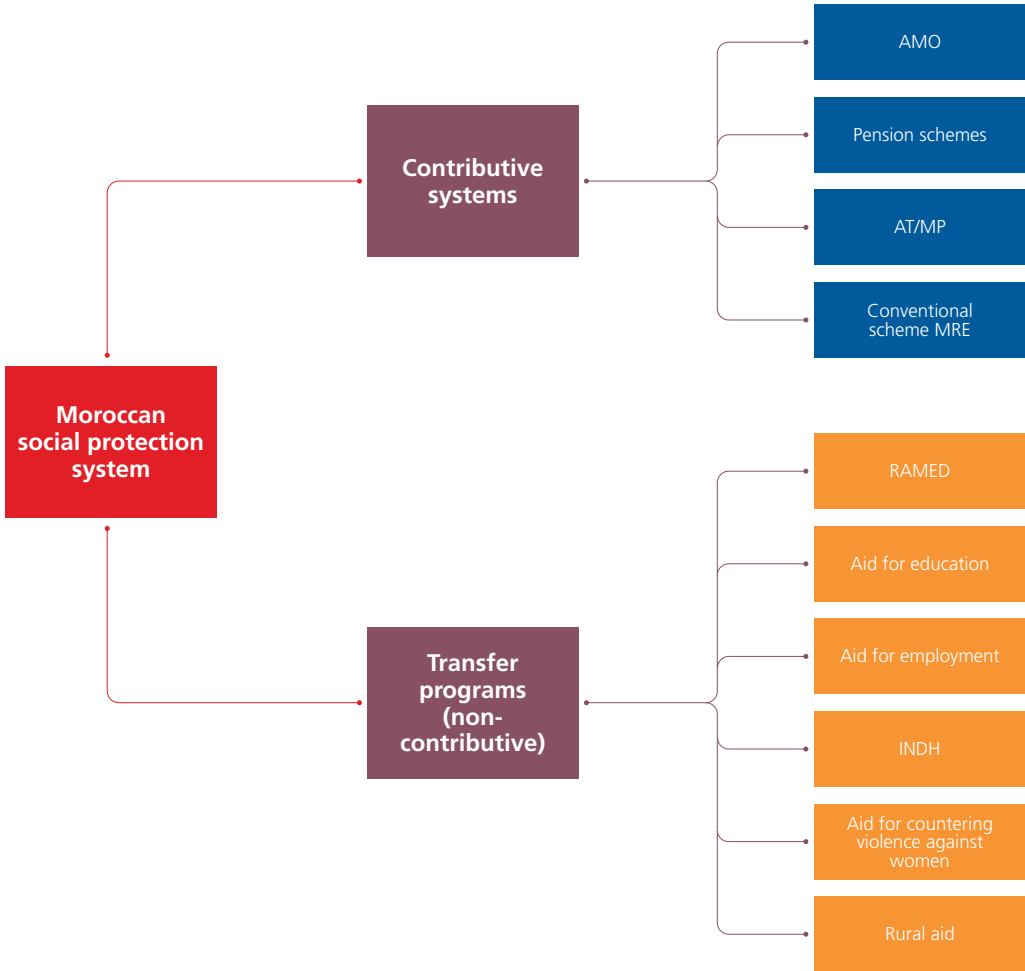 Moroccan
social protection
system
Contributive
systems
AMO
Pension schemes
AT/MP
Conventional
scheme MRE
Transfer
programs
(non-
contributive)
RAMED
Aid for education
Aid for employment
INDH
Aid for countering
violence against
women
Rural aid